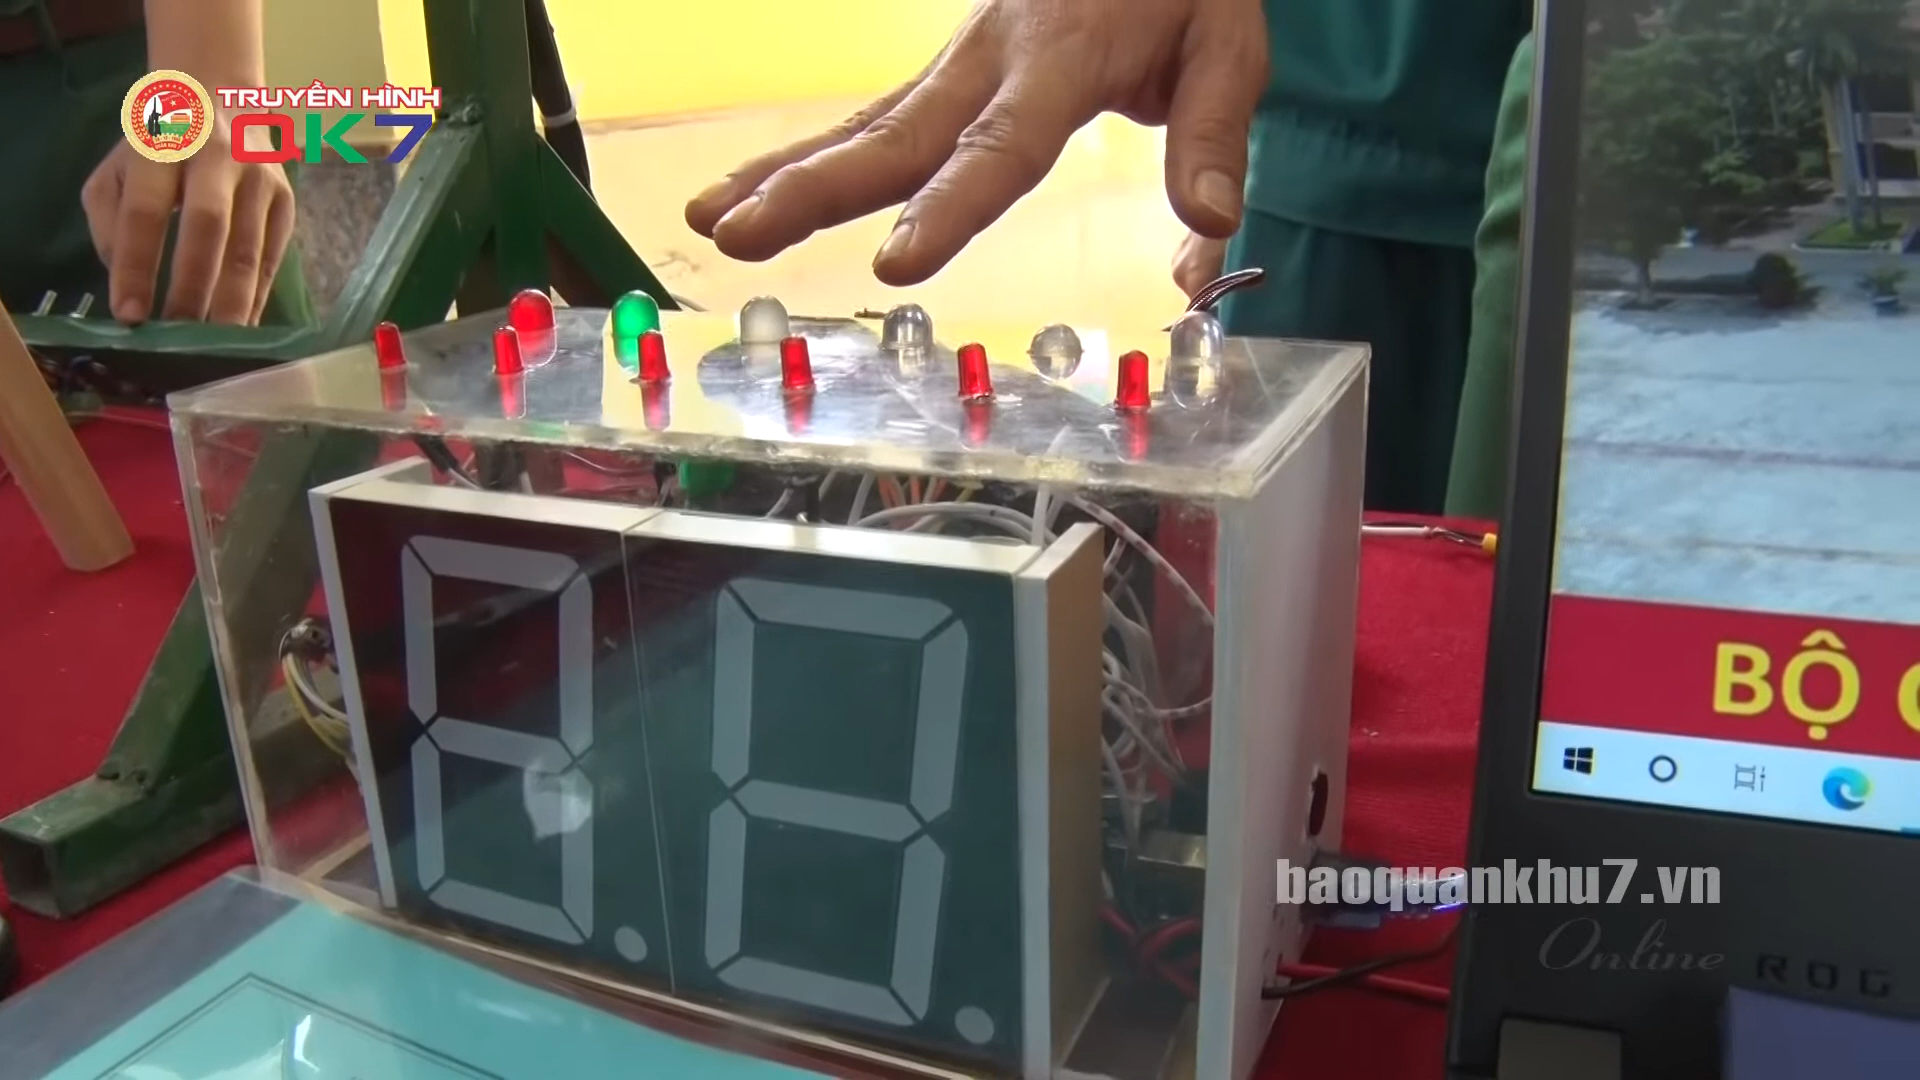 TRUYỀN HÌNH
QK7
BỘ
baoquankhu7.vn
Online
ROG